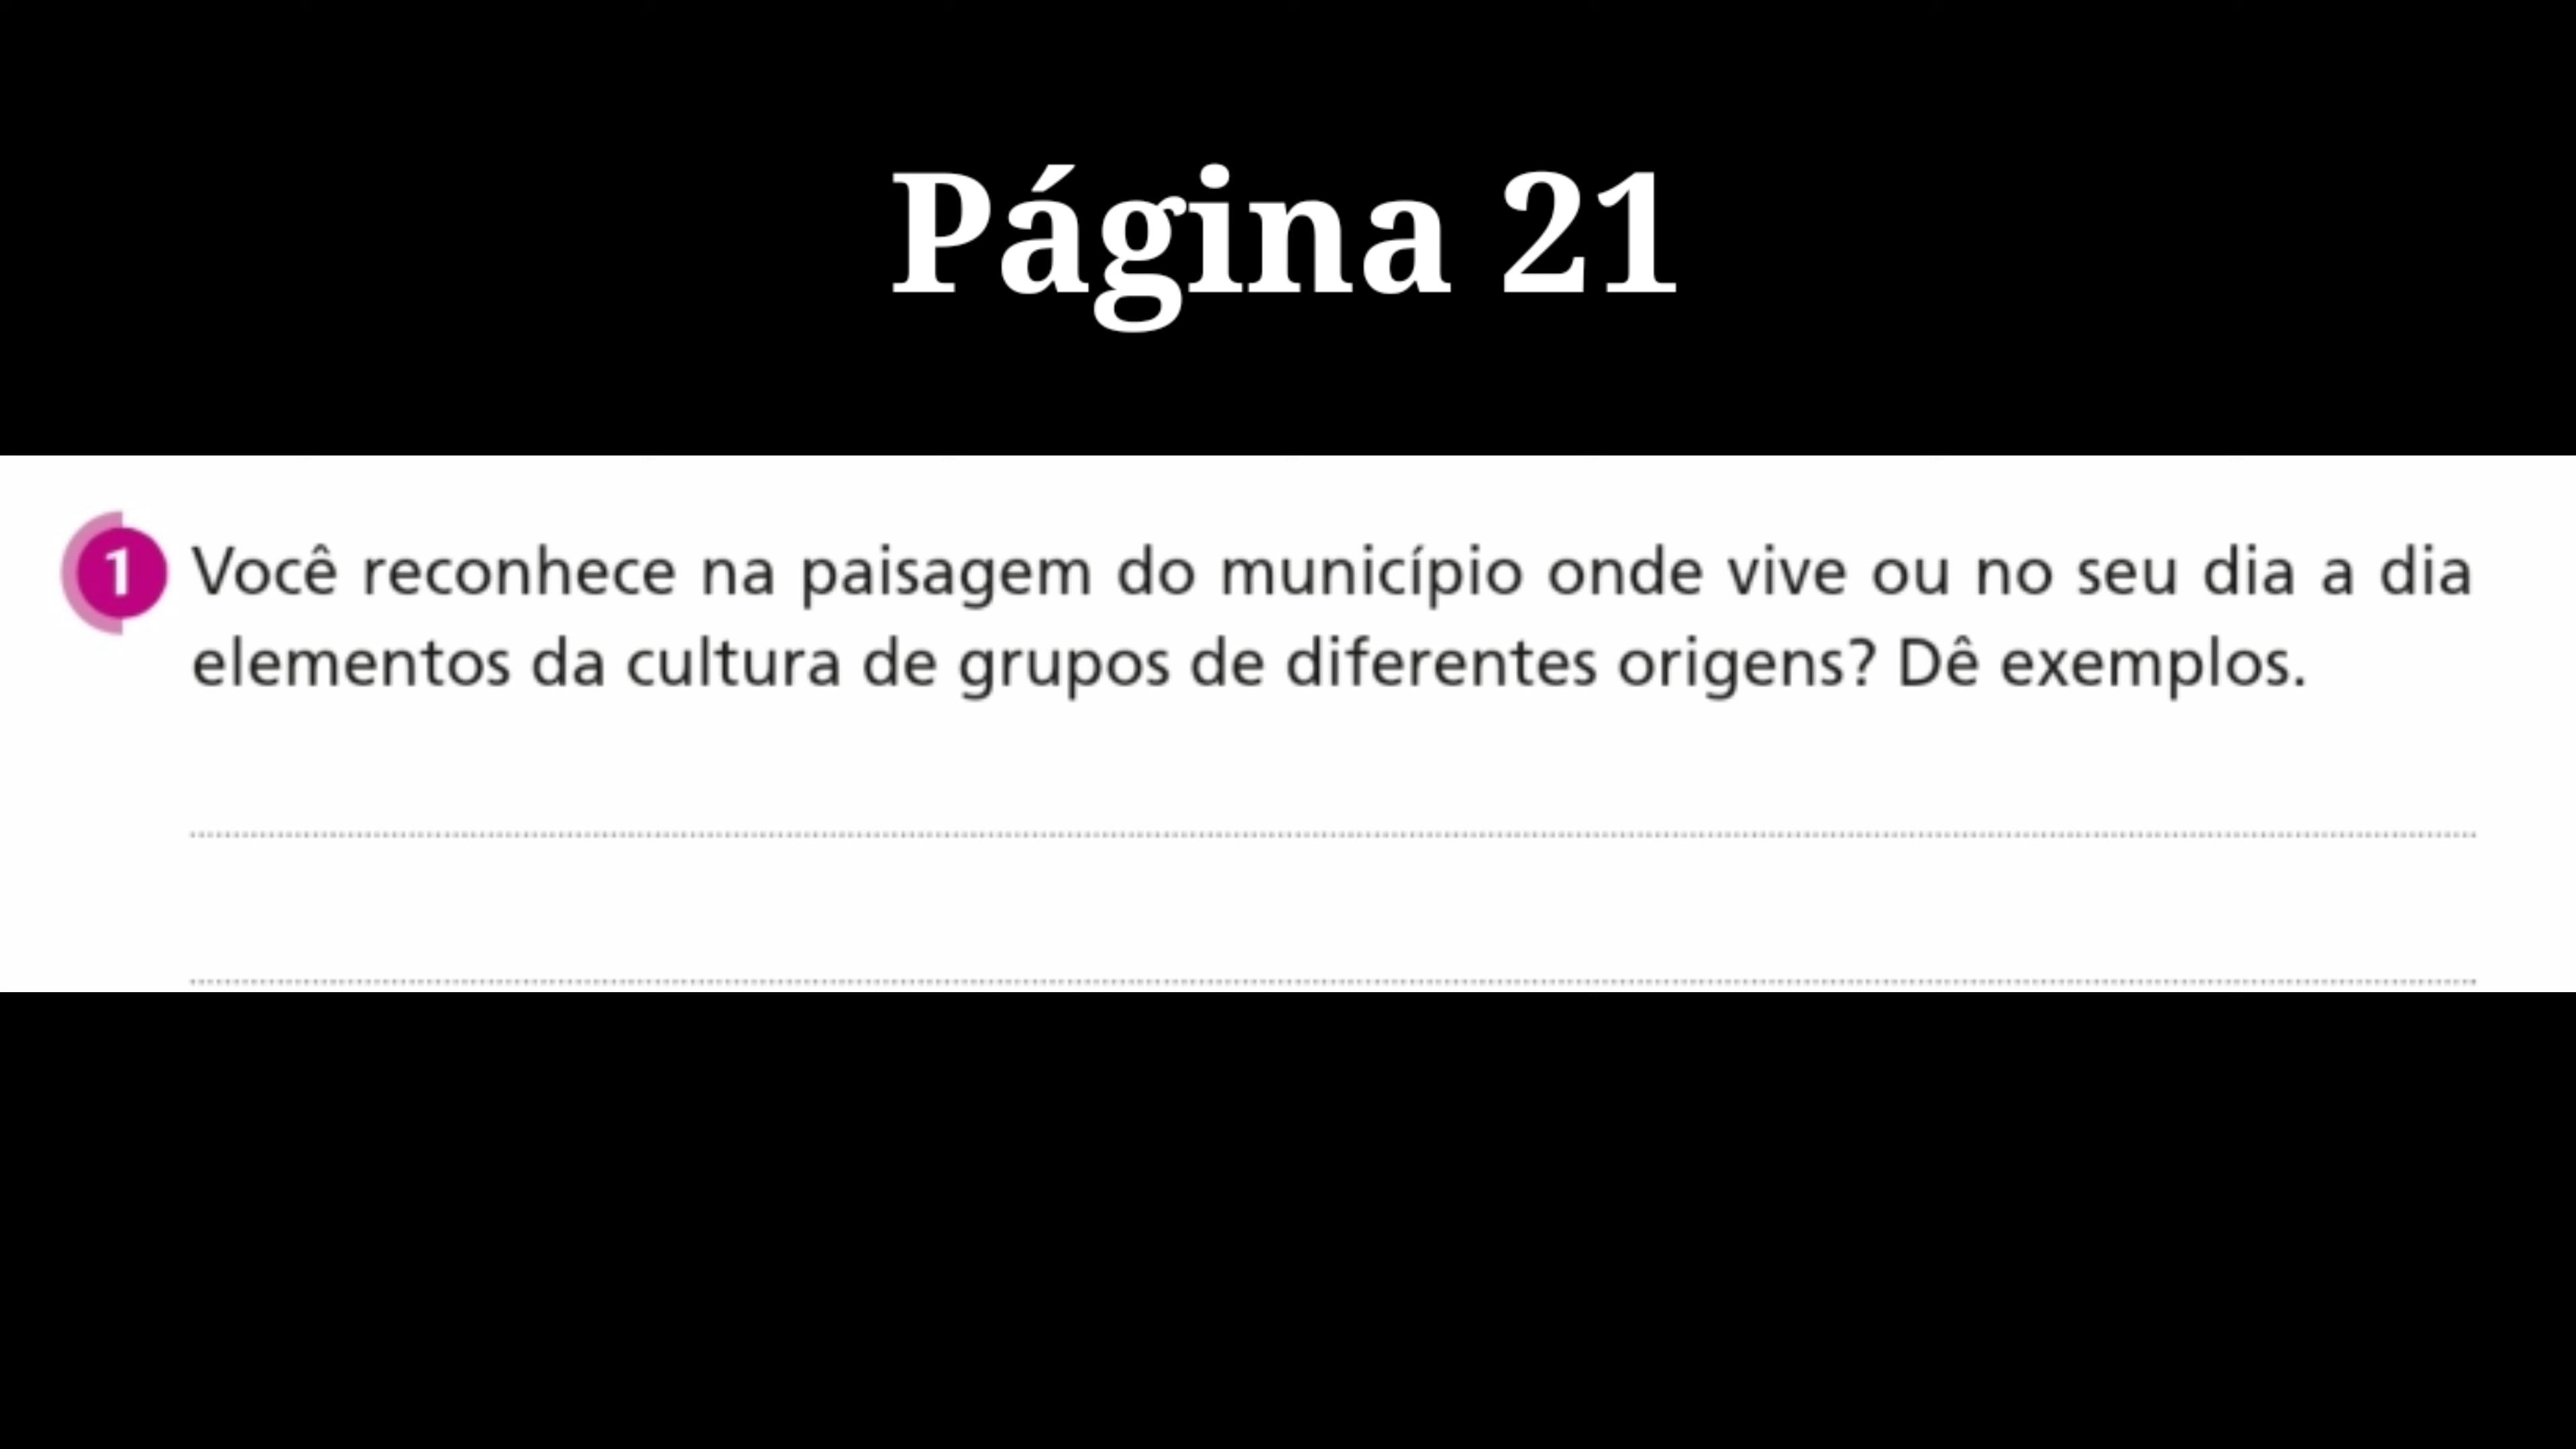 Página 21
1 Você reconhece na paisagem do município onde vive ou no seu dia a dia
elementos da cultura de grupos de diferentes origens? Dê exemplos.